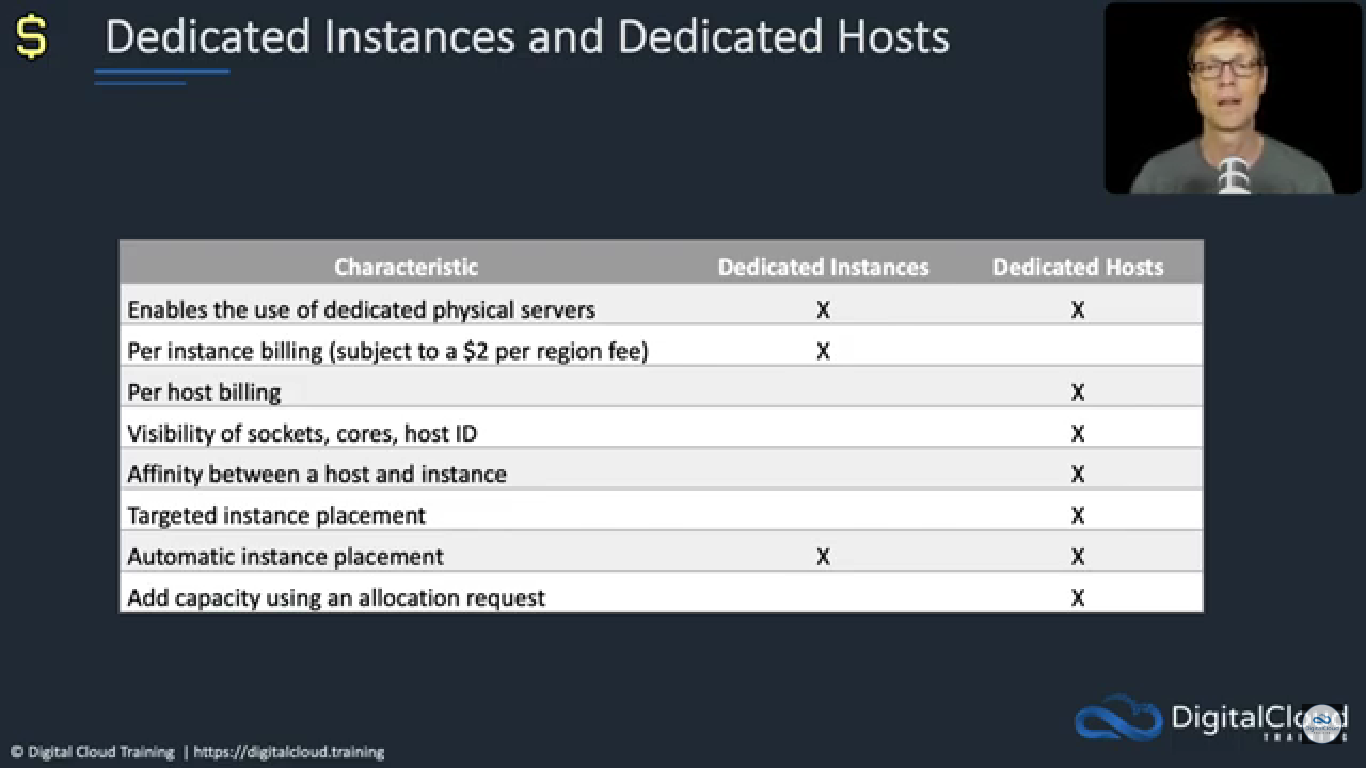 $
Dedicated Instances and Dedicated Hosts
Characteristic Dedicated Instances Dedicated Hosts
Enables the use of dedicated physical servers X X
Per instance billing (subject to a $2 per region fee) X
Per host billing X
Visibility of sockets, cores, host ID X
Affinity between a host and instance X
Targeted instance placement X
Automatic instance placement X X
Add capacity using an allocation request X
DigitalCloud
TRAINING
© Digital Cloud Training | https://digitalcloud.training